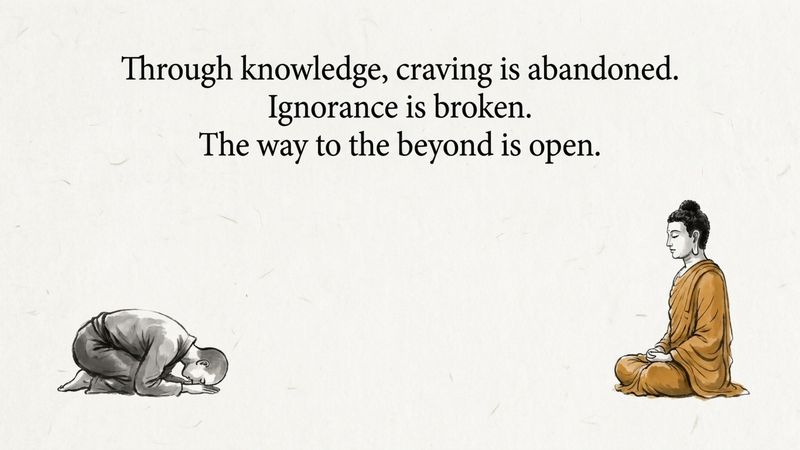 Through knowledge, craving is abandoned.
Ignorance is broken.
The way to the beyond is open.